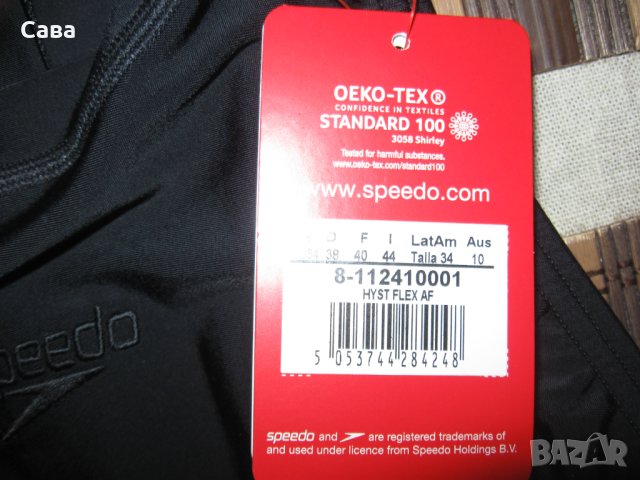 Сава
OEKO-TEX®
CONFIDENCE IN TEXTILES
STANDARD 100
3058 Shirley
Tested for harmful substances.
www.oeko-tex.com/standard100
www.speedo.com
D F I LatAm Aus
38 40 44 Talla 34 10
8-112410001
HYST FLEX AF
5 053744 284248
speedo and are registered trademarks of
and used under licence from Speedo Holdings B.V.
speedo
BAZAR